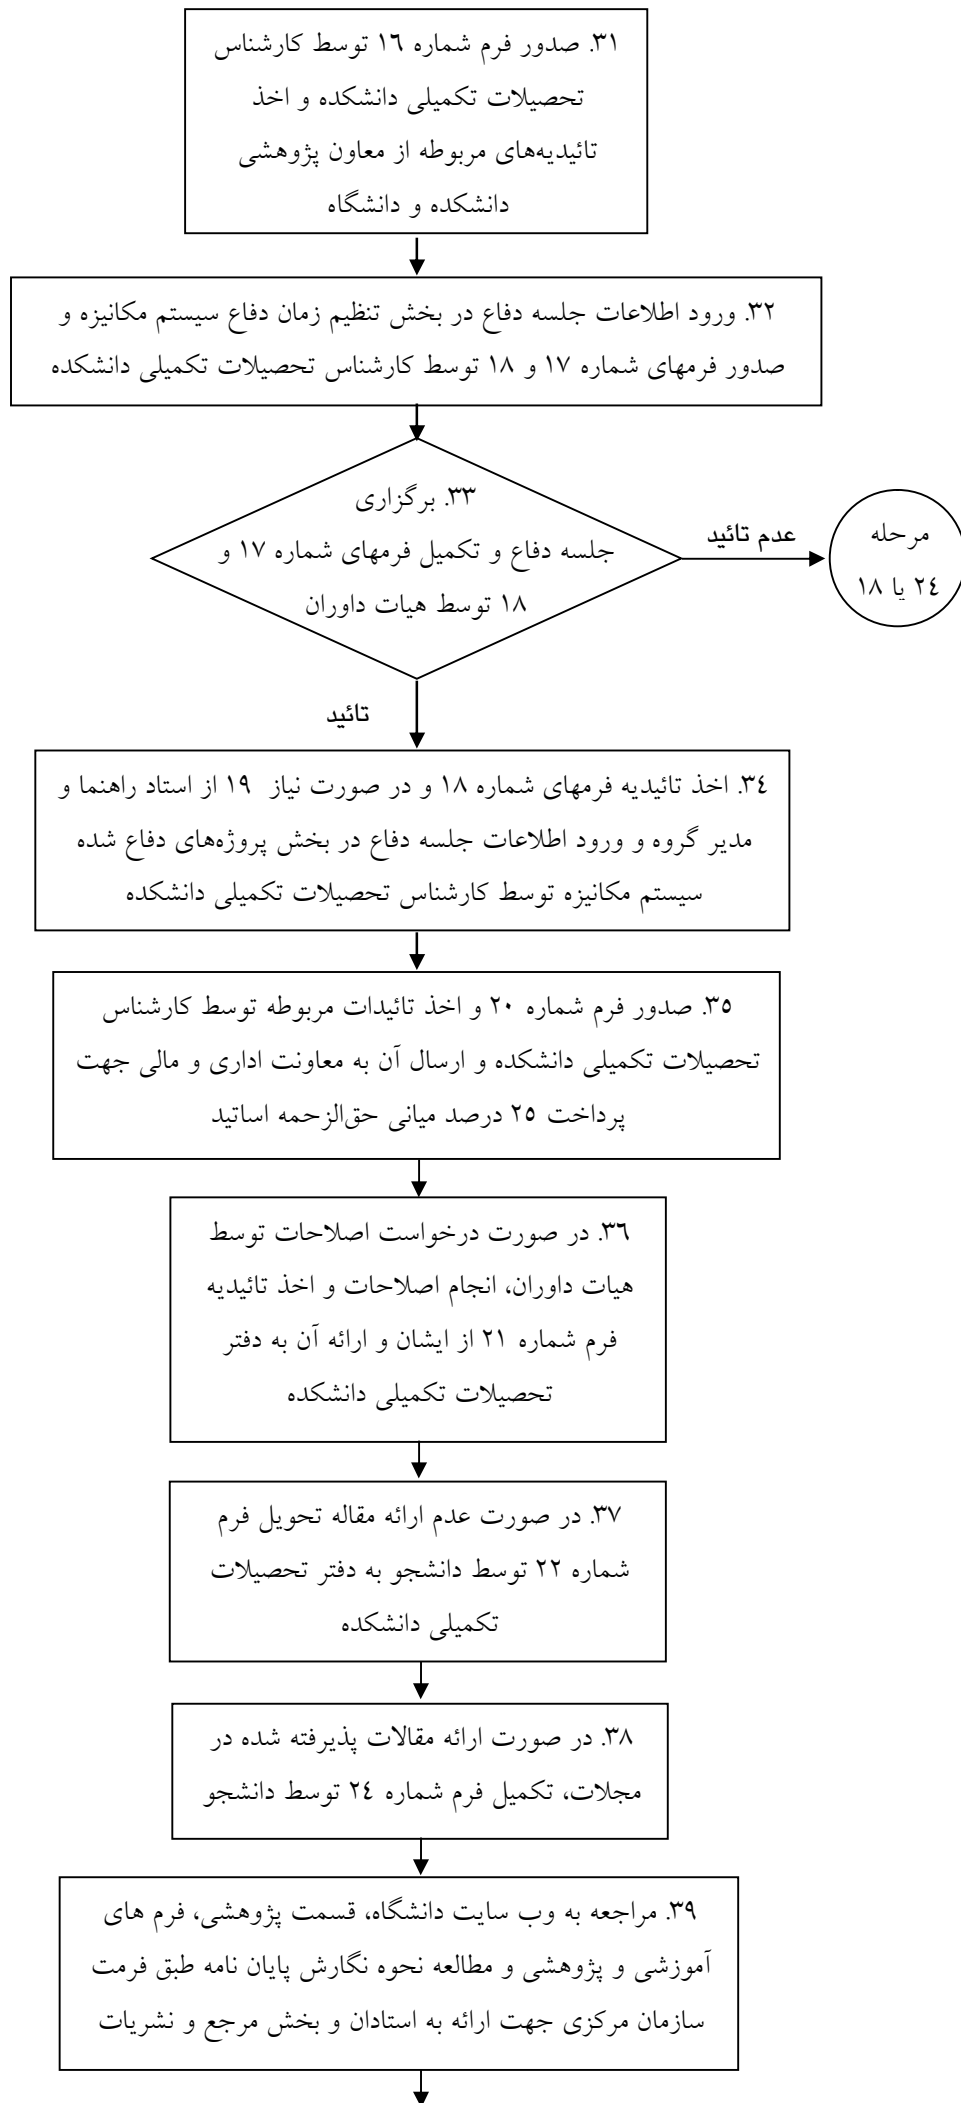 ۳۱. صدور فرم شماره ۱۶ توسط کارشناس
تحصیلات تکمیلی دانشکده و اخذ
تائیدیه‌های مربوطه از معاون پژوهشی
دانشکده و دانشگاه
۳۲. ورود اطلاعات جلسه دفاع در بخش تنظیم زمان دفاع سیستم مکانیزه و
صدور فرمهای شماره ۱۷ و ۱۸ توسط کارشناس تحصیلات تکمیلی دانشکده
۳۳. برگزاری
جلسه دفاع و تکمیل فرمهای شماره ۱۷ و
۱۸ توسط هیات داوران
عدم تائید
مرحله
۲۴ یا ۱۸
تائید
۳۴. اخذ تائیدیه فرمهای شماره ۱۸ و در صورت نیاز ۱۹ از استاد راهنما و
مدیر گروه و ورود اطلاعات جلسه دفاع در بخش پروژه‌های دفاع شده
سیستم مکانیزه توسط کارشناس تحصیلات تکمیلی دانشکده
۳۵. صدور فرم شماره ۲۰ و اخذ تائیدات مربوطه توسط کارشناس
تحصیلات تکمیلی دانشکده و ارسال آن به معاونت اداری و مالی جهت
پرداخت ۲۵ درصد میانی حق‌الزحمه اساتید
۳۶. در صورت درخواست اصلاحات توسط
هیات داوران، انجام اصلاحات و اخذ تائیدیه
فرم شماره ۲۱ از ایشان و ارائه آن به دفتر
تحصیلات تکمیلی دانشکده
۳۷. در صورت عدم ارائه مقاله تحویل فرم
شماره ۲۲ توسط دانشجو به دفتر تحصیلات
تکمیلی دانشکده
۳۸. در صورت ارائه مقالات پذیرفته شده در
مجلات، تکمیل فرم شماره ۲۴ توسط دانشجو
۳۹. مراجعه به وب سایت دانشگاه، قسمت پژوهشی، فرم های
آموزشی و پژوهشی و مطالعه نحوه نگارش پایان نامه طبق فرمت
سازمان مرکزی جهت ارائه به استادان و بخش مرجع و نشریات